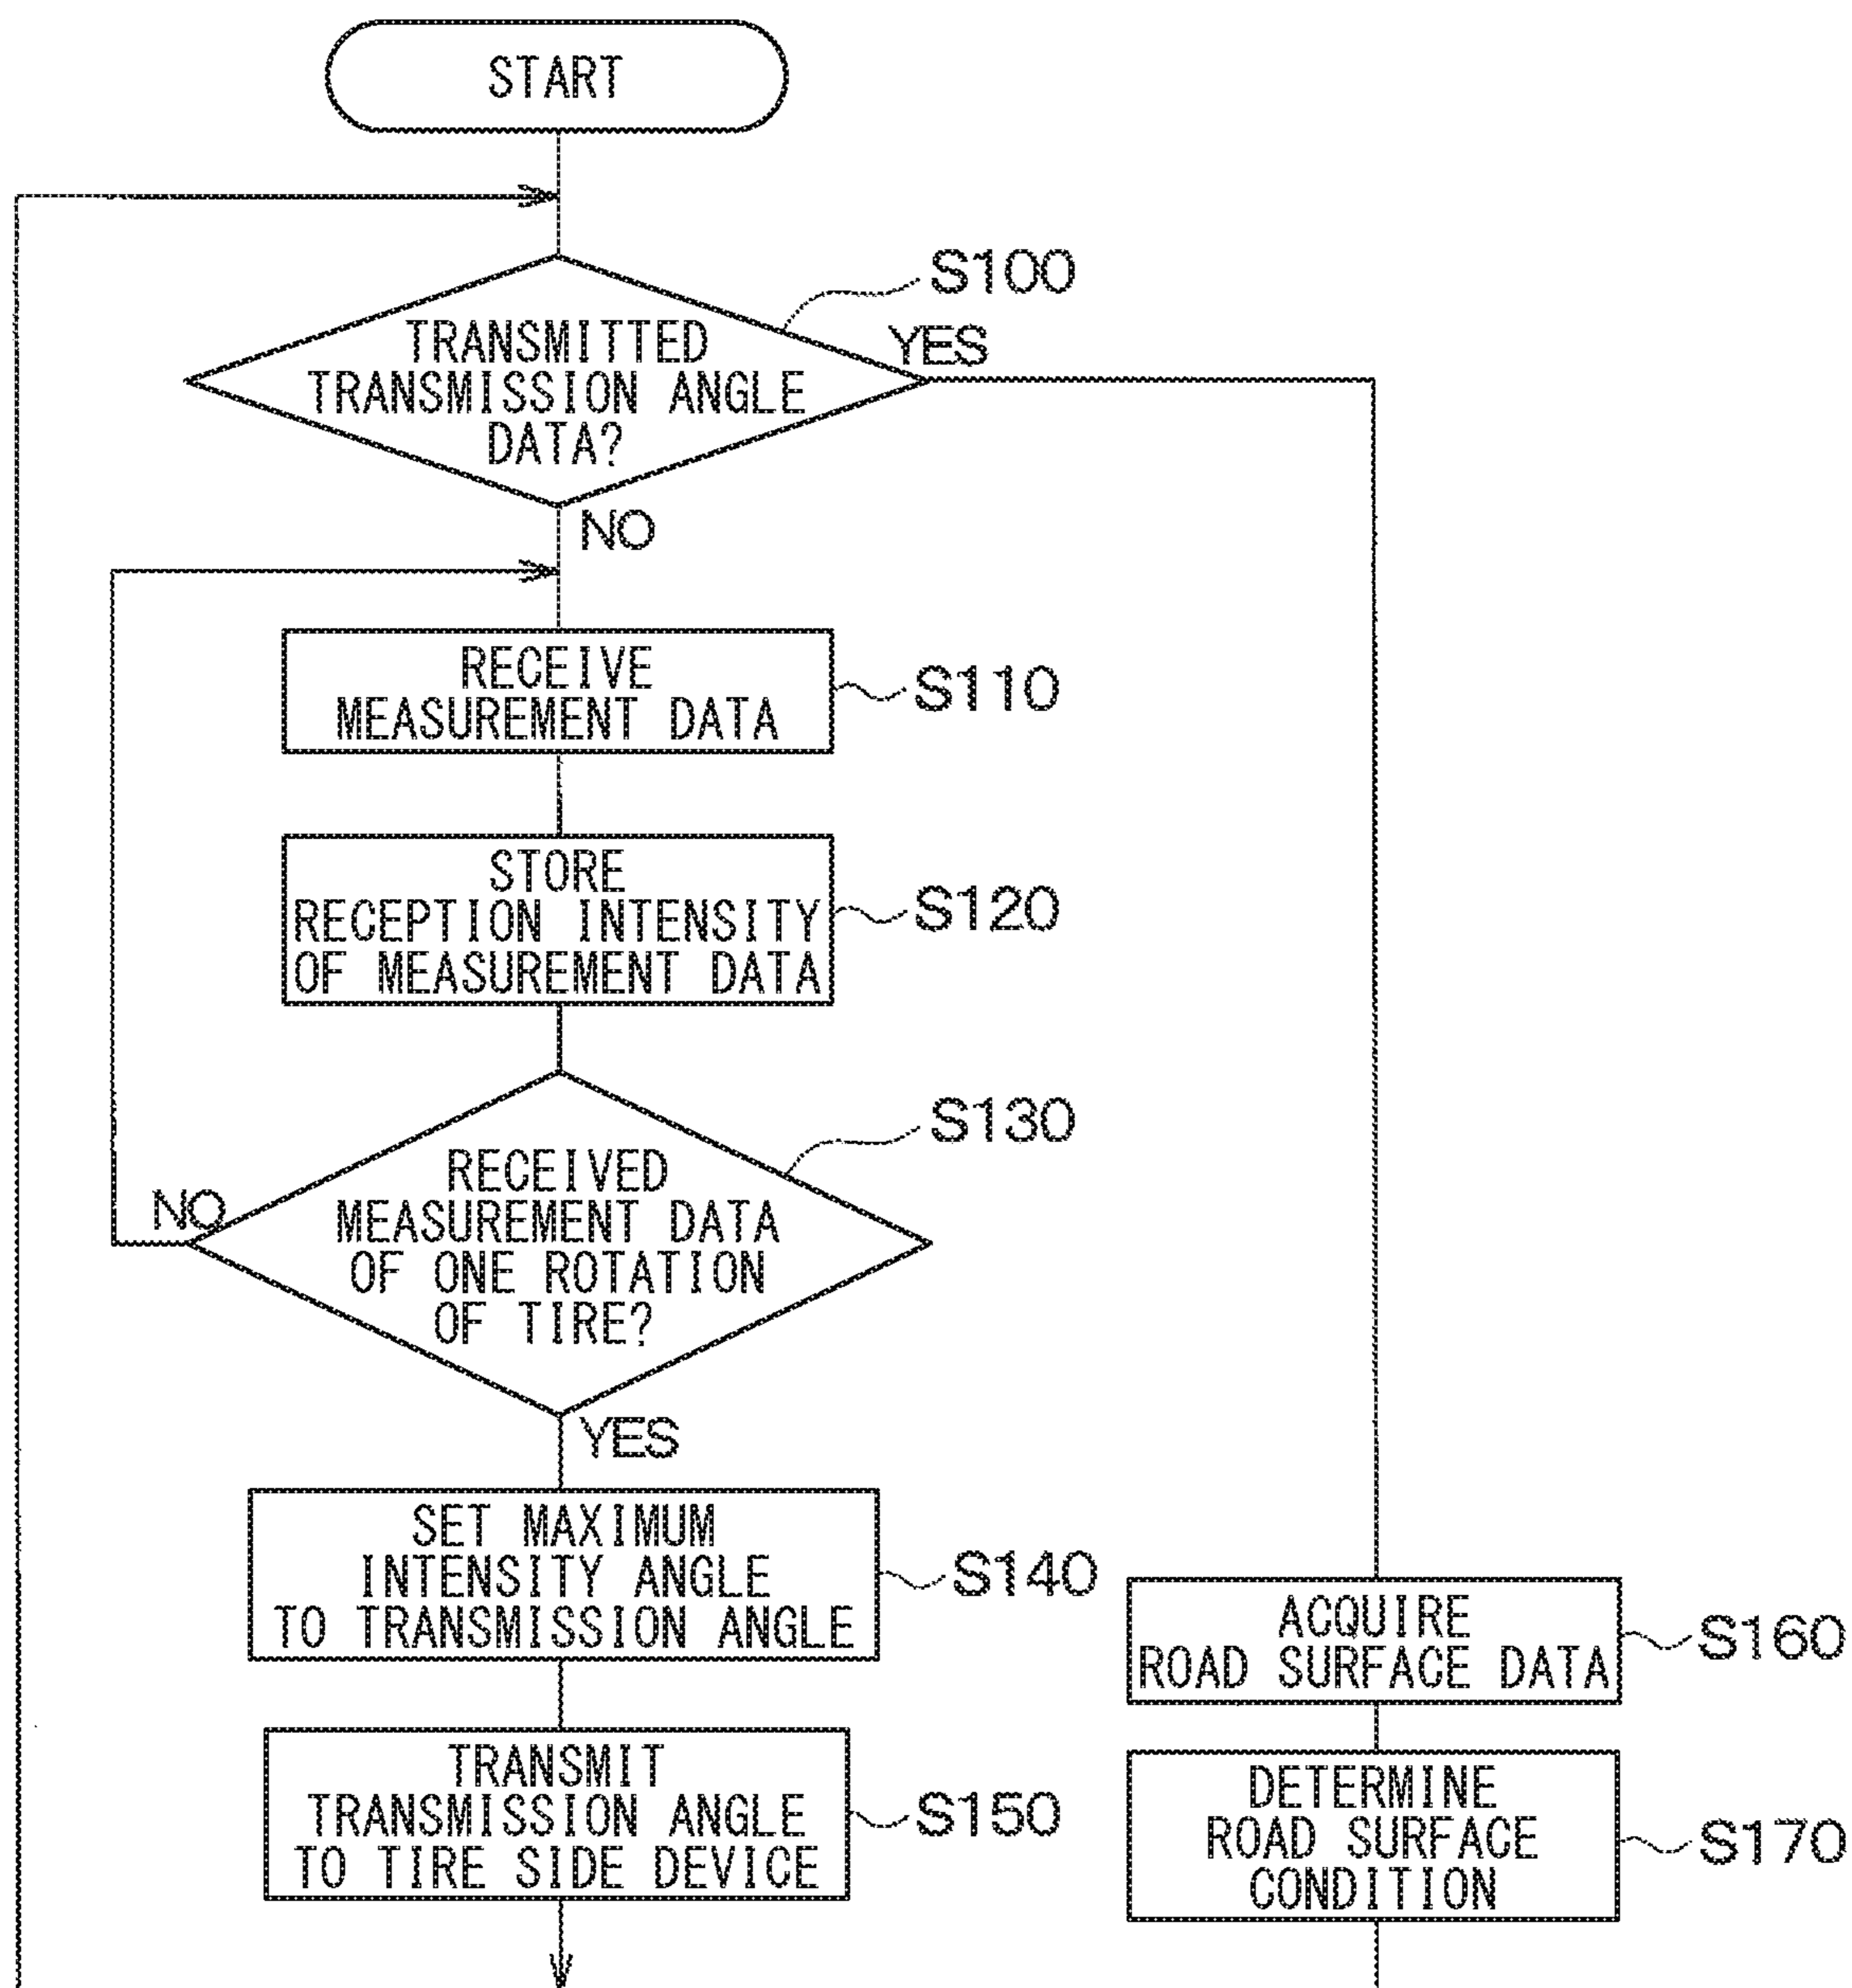 START
S100
TRANSMITTED
TRANSMISSION ANGLE
DATA?
YES
NO
RECEIVE
MEASUREMENT DATA
S110
STORE
RECEPTION INTENSITY
OF MEASUREMENT DATA
S120
S130
RECEIVED
MEASUREMENT DATA
OF ONE ROTATION
OF TIRE?
NO
YES
SET MAXIMUM
INTENSITY ANGLE
TO TRANSMISSION ANGLE
S140
TRANSMIT
TRANSMISSION ANGLE
TO TIRE SIDE DEVICE
S150
ACQUIRE
ROAD SURFACE DATA
S160
DETERMINE
ROAD SURFACE
CONDITION
S170